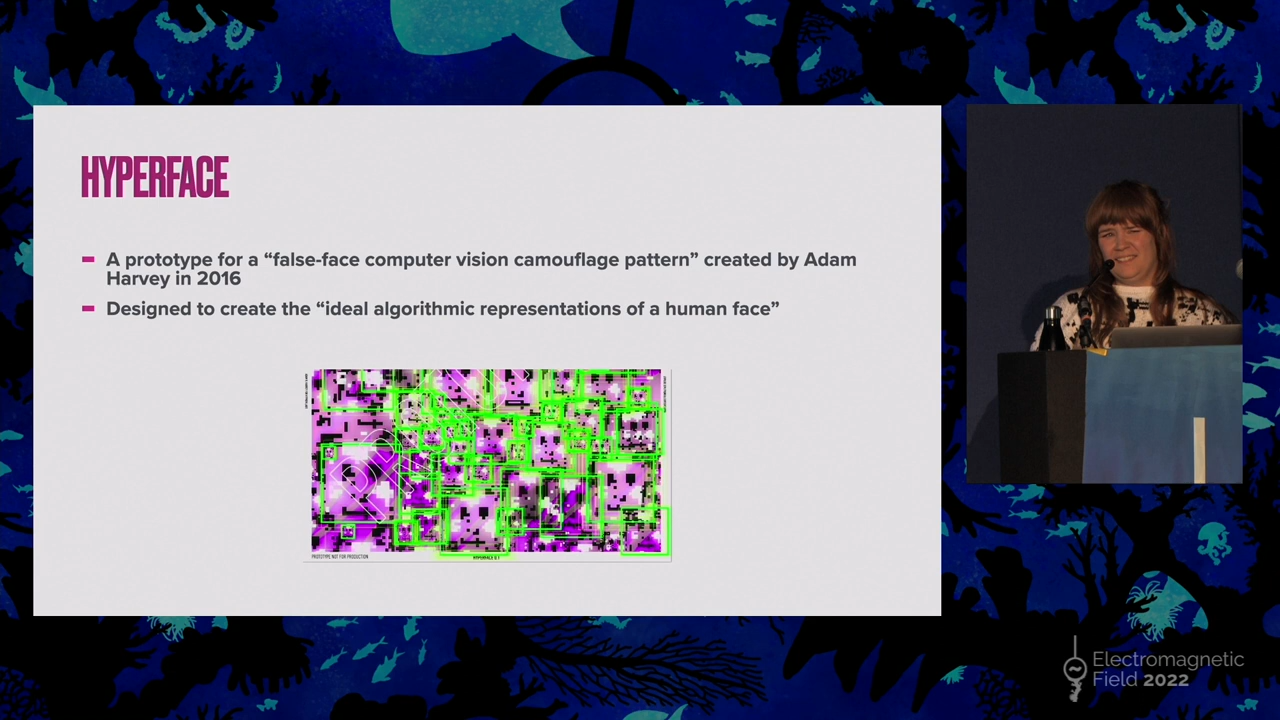 HYPERFACE
A prototype for a “false-face computer vision camouflage pattern” created by Adam
Harvey in 2016
Designed to create the “ideal algorithmic representations of a human face”
PROTOTYPE. NOT FOR PRODUCTION
Electromagnetic
Field 2022